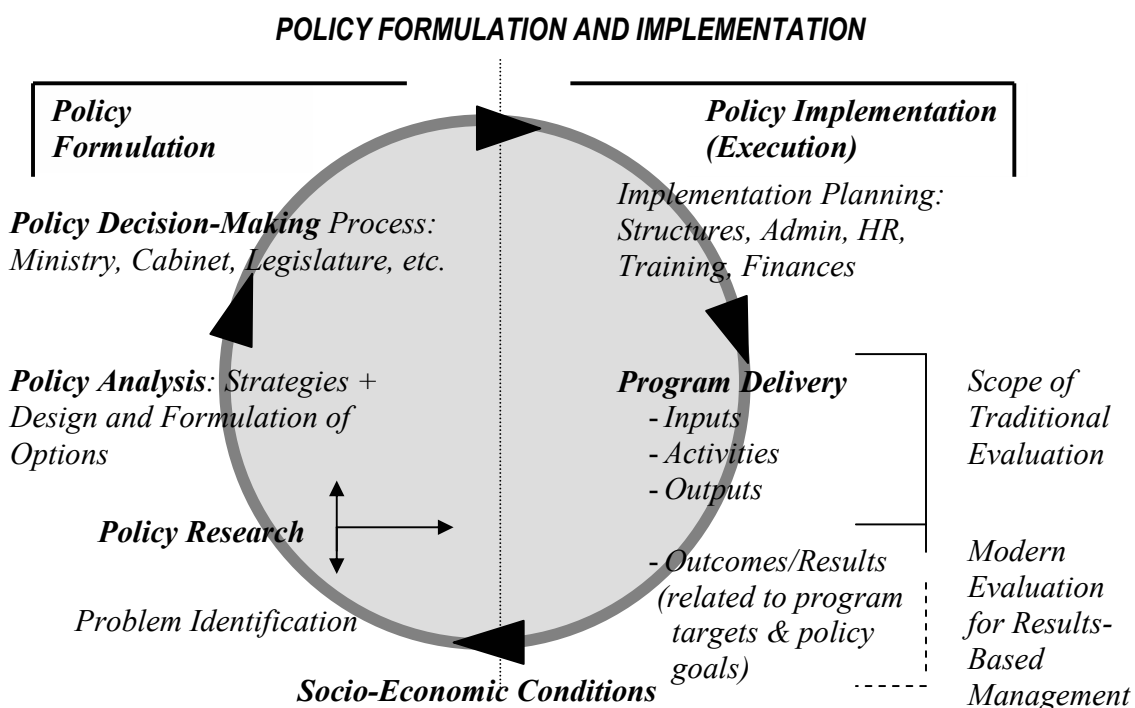 POLICY FORMULATION AND IMPLEMENTATION
Policy
Formulation
Policy Implementation
(Execution)
Policy Decision-Making Process:
Ministry, Cabinet, Legislature, etc.
Implementation Planning:
Structures, Admin, HR,
Training, Finances
Policy Analysis: Strategies +
Design and Formulation of
Options
Program Delivery
- Inputs
- Activities
- Outputs
Scope of
Traditional
Evaluation
Policy Research
- Outcomes/Results
(related to program
targets & policy
goals)
Modern
Evaluation
for Results-
Based
Management
Problem Identification
Socio-Economic Conditions